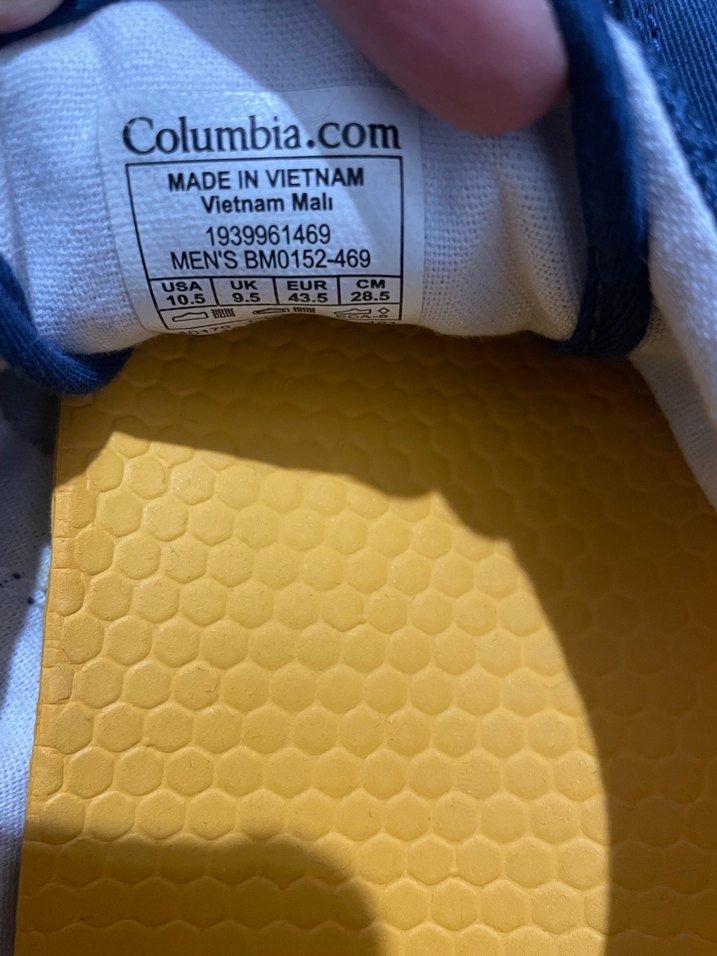 Columbia.com
MADE IN VIETNAM
Vietnam Malı
1939961469
MEN'S BM0152-469
USA UK EUR CM
10.5 9.5 43.5 28.5